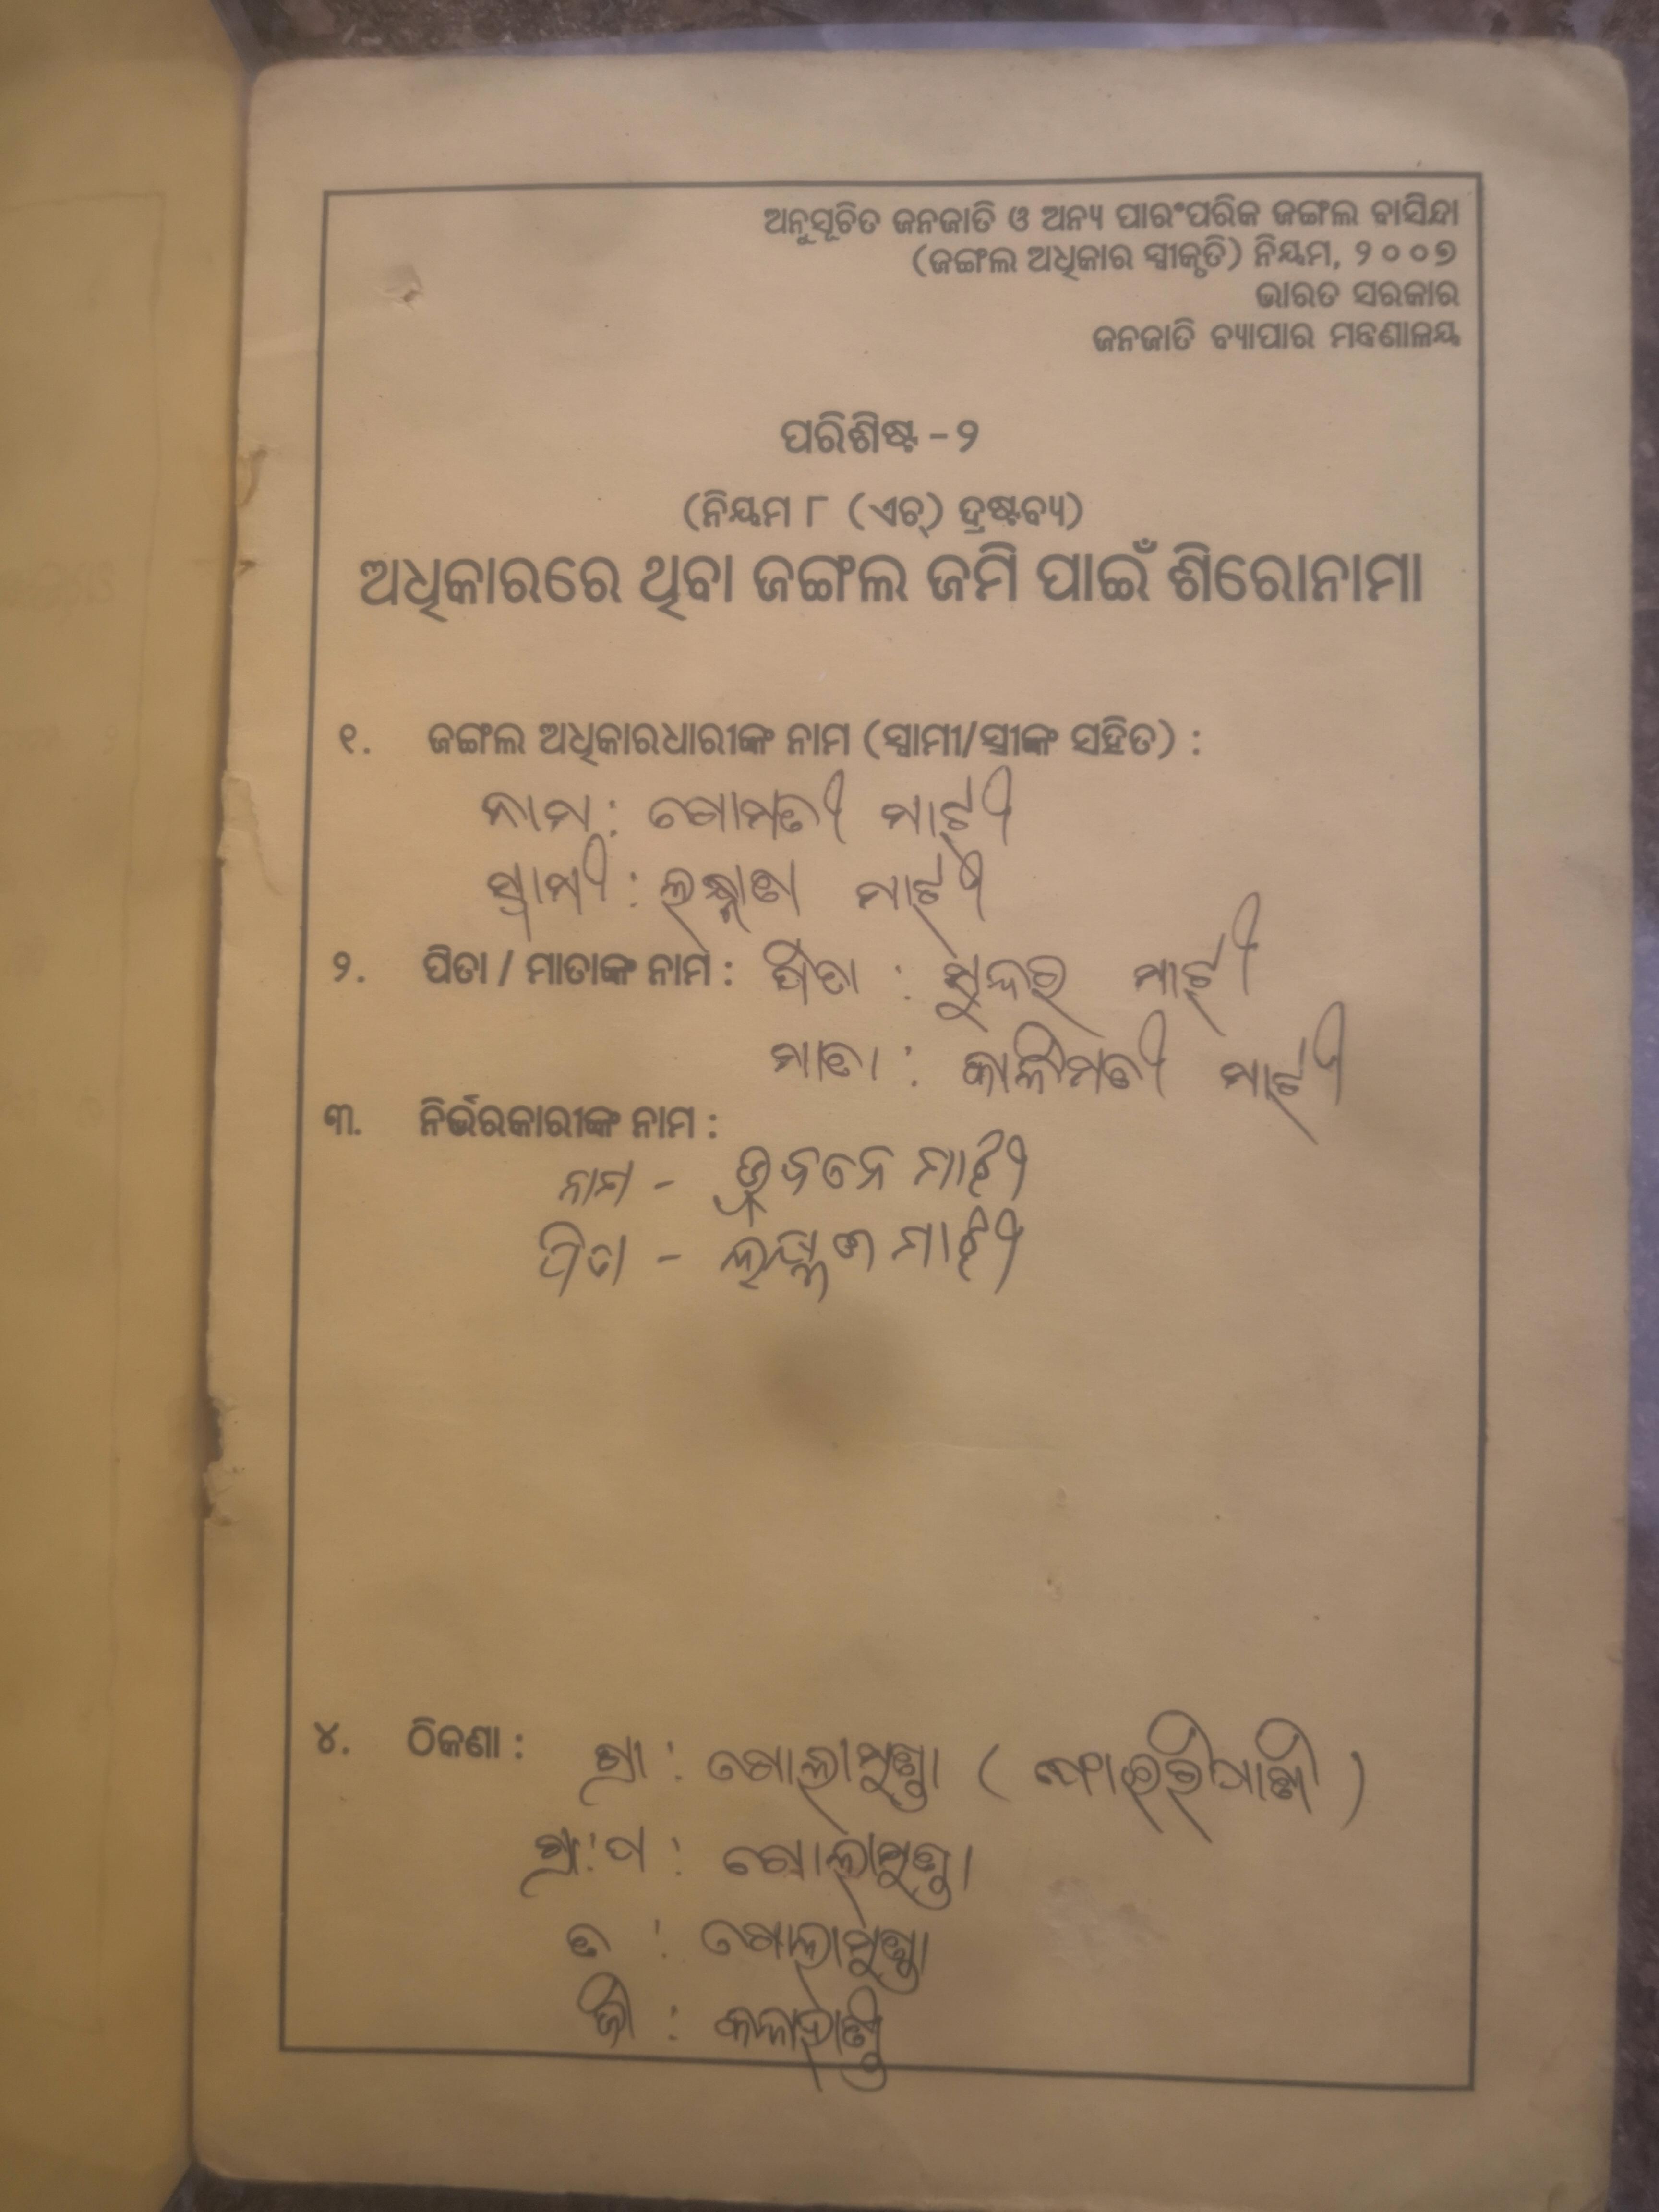 ଅନୁସୂଚିତ ଜନଜାତି ଓ ଅନ୍ୟ ପାରଂପରିକ ଜଙ୍ଗଲ ବାସିନ୍ଦା
(ଜଙ୍ଗଲ ଅଧିକାର ସ୍ୱୀକୃତି) ନିୟମ, ୨୦୦୭
ଭାରତ ସରକାର
ଜନଜାତି ବ୍ୟାପାର ମନ୍ତ୍ରଣାଳୟ
ପରିଶିଷ୍ଟ - ୨
(ନିୟମ ୮ (ଏଚ୍) ଦ୍ରଷ୍ଟବ୍ୟ)
ଅଧିକାରରେ ଥିବା ଜଙ୍ଗଲ ଜମି ପାଇଁ ଶିରୋନାମା
୧. ଜଙ୍ଗଲ ଅଧିକାରଧାରୀଙ୍କ ନାମ (ସ୍ୱାମୀ/ସ୍ତ୍ରୀଙ୍କ ସହିତ) :
ନାମ : ଗୋମତୀ ମାଝୀ
ସ୍ୱାମୀ : ଲକ୍ଷ୍ମଣ ମାଝୀ
୨. ପିତା / ମାତାଙ୍କ ନାମ : ପିତା : ସୁନ୍ଦର ମାଝୀ
ମାତା : କାଳିମତୀ ମାଝୀ
୩. ନିର୍ଭରକାରୀଙ୍କ ନାମ :
ନାମ - ମାଝୀ
ପିତା - ଲକ୍ଷ୍ମଣ ମାଝୀ
୪. ଠିକଣା : ଗ୍ରା : ଗୋଲାମୁଣ୍ଡା
ଗ୍ରା:ପ : ଗୋଲାମୁଣ୍ଡା
ତ : ଗୋଲାମୁଣ୍ଡା
ଜି : କଳାହାଣ୍ଡି